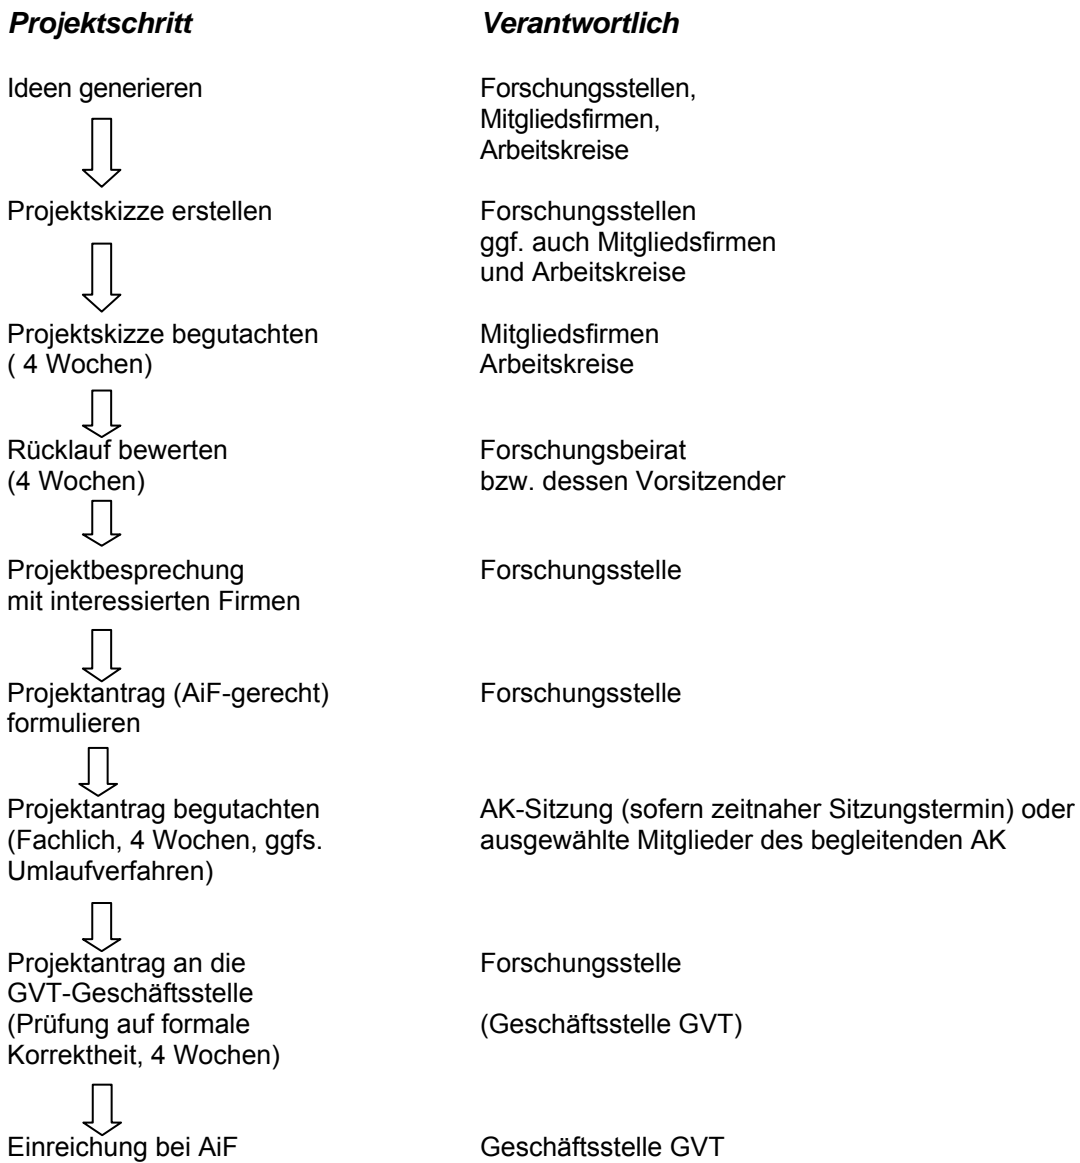 Projektschritt Verantwortlich
Ideen generieren Forschungsstellen,
Mitgliedsfirmen,
Arbeitskreise
Projektskizze erstellen Forschungsstellen
ggf. auch Mitgliedsfirmen
und Arbeitskreise
Projektskizze begutachten Mitgliedsfirmen
( 4 Wochen) Arbeitskreise
Rücklauf bewerten Forschungsbeirat
(4 Wochen) bzw. dessen Vorsitzender
Projektbesprechung Forschungsstelle
mit interessierten Firmen
Projektantrag (AiF-gerecht) Forschungsstelle
formulieren
Projektantrag begutachten AK-Sitzung (sofern zeitnaher Sitzungstermin) oder
(Fachlich, 4 Wochen, ggfs. ausgewählte Mitglieder des begleitenden AK
Umlaufverfahren)
Projektantrag an die Forschungsstelle
GVT-Geschäftsstelle
(Prüfung auf formale (Geschäftsstelle GVT)
Korrektheit, 4 Wochen)
Einreichung bei AiF Geschäftsstelle GVT